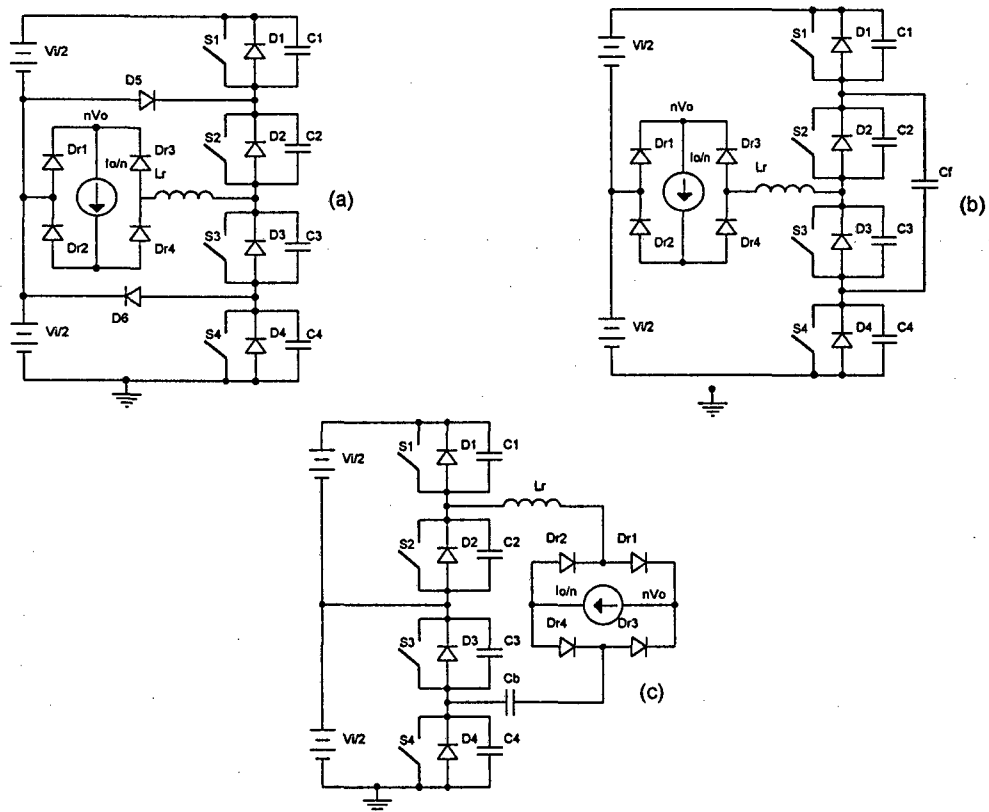 S1
D1
C1
Vi/2
D5
nVo
Dr1
Dr3
Io/n
Lr
S2
D2
C2
(a)
Dr2
Dr4
S3
D3
C3
D6
Vi/2
S4
D4
C4
S1
D1
C1
Vi/2
nVo
Dr1
Dr3
Io/n
Lr
S2
D2
C2
Cf
(b)
Dr2
Dr4
S3
D3
C3
Vi/2
S4
D4
C4
S1
D1
C1
Vi/2
Lr
S2
D2
C2
Dr2
Dr1
Io/n
nVo
Dr4
Dr3
S3
D3
C3
Cb
(c)
Vi/2
S4
D4
C4